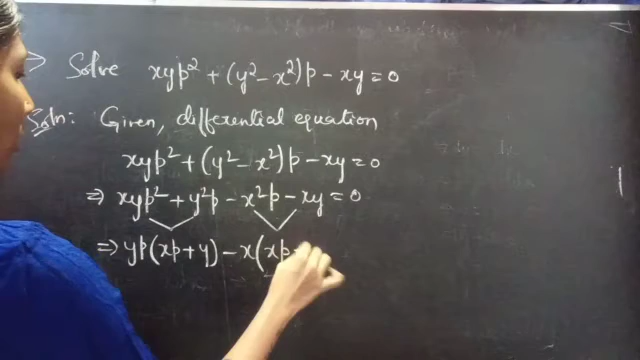 ⇒ Solve xyp² + (y² - x²)p - xy = 0
Soln: Given, differential equation
xyp² + (y² - x²)p - xy = 0
⇒ xyp² + y²p - x²p - xy = 0
⇒ yp(xp + y) - x(xp